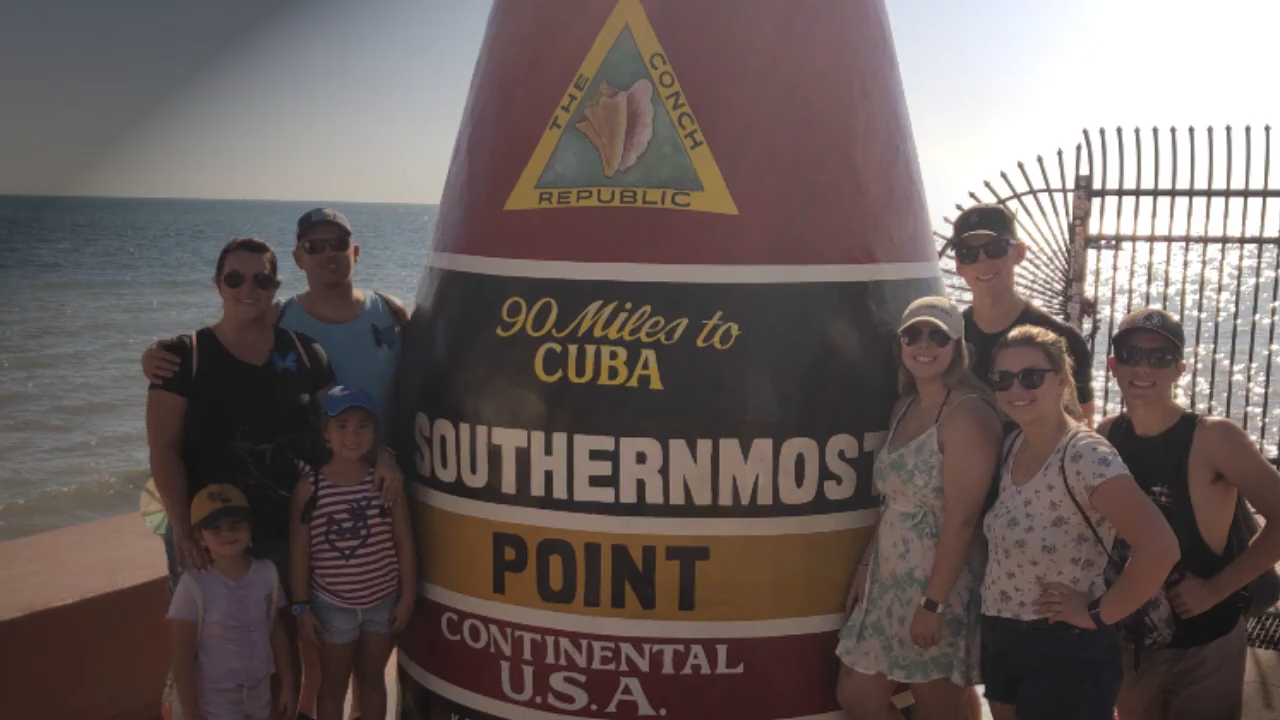 THE CONCH
REPUBLIC
90 Miles to
CUBA
SOUTHERNMOST
POINT
CONTINENTAL
U.S.A.